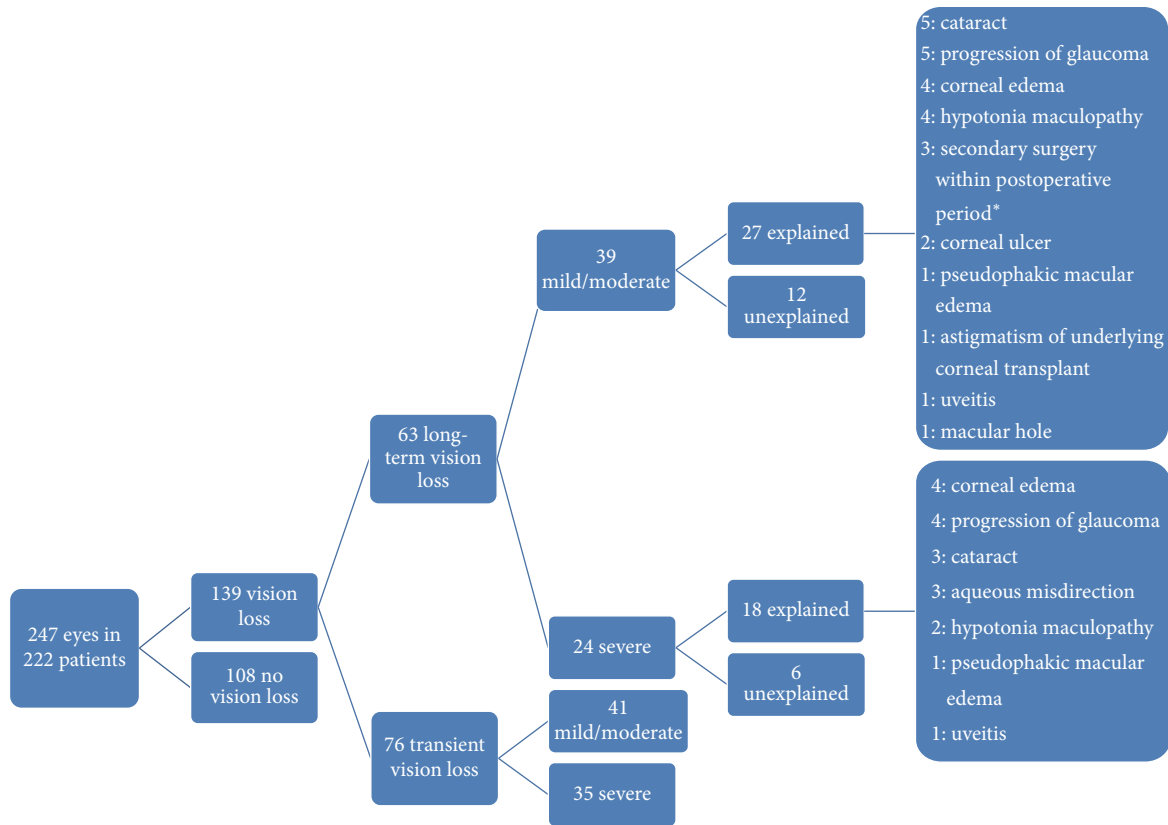 247 eyes in
222 patients
139 vision
loss
108 no
vision loss
63 long-
term vision
loss
76 transient
vision loss
39
mild/moderate
24 severe
41
mild/moderate
35 severe
27 explained
12
unexplained
18 explained
6
unexplained
5: cataract
5: progression of glaucoma
4: corneal edema
4: hypotonia maculopathy
3: secondary surgery
within postoperative
period*
2: corneal ulcer
1: pseudophakic macular
edema
1: astigmatism of underlying
corneal transplant
1: uveitis
1: macular hole
4: corneal edema
4: progression of glaucoma
3: cataract
3: aqueous misdirection
2: hypotonia maculopathy
1: pseudophakic macular
edema
1: uveitis